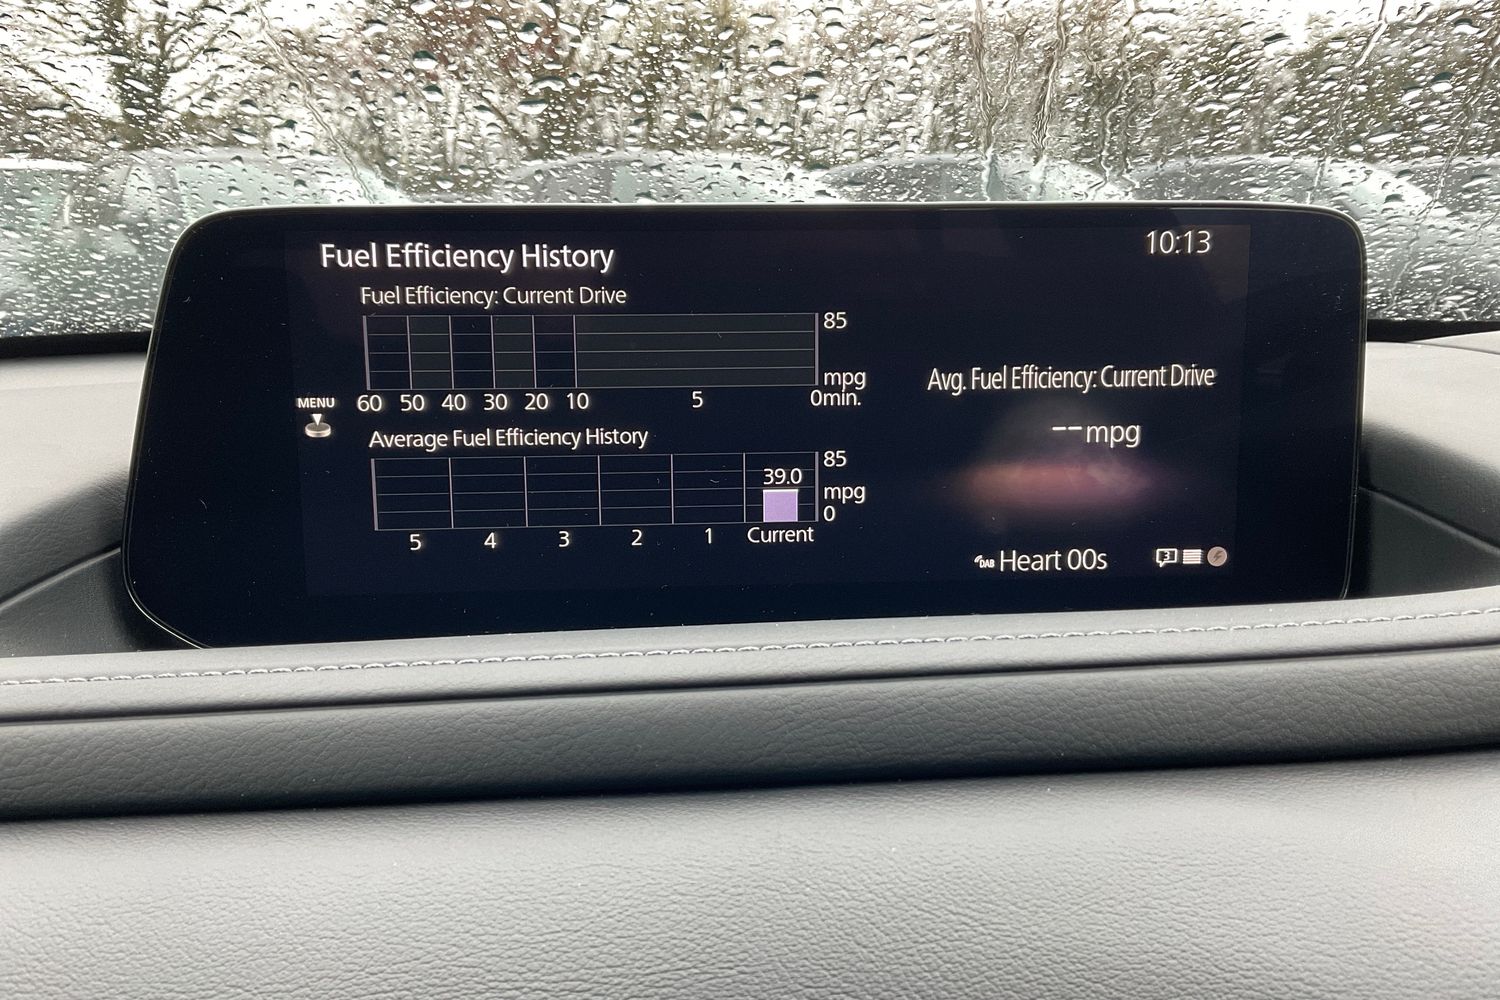 Fuel Efficiency History
10:13
Fuel Efficiency: Current Drive
85
mpg
60 50 40 30 20 10 5 0min.
MENU
Average Fuel Efficiency History
85
39.0
mpg
0
5 4 3 2 1 Current
Avg. Fuel Efficiency: Current Drive
--mpg
DAB Heart 00s
3